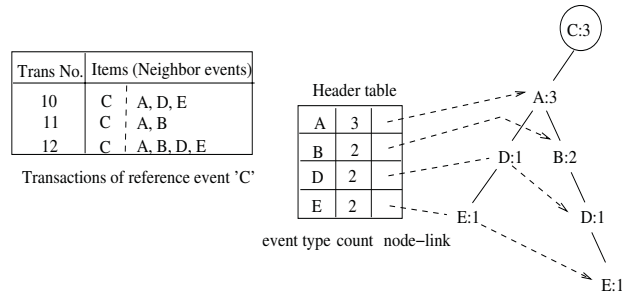 Trans No. Items (Neighbor events)
10 C A, D, E
11 C A, B
12 C A, B, D, E
Transactions of reference event 'C'
Header table
A 3
B 2
D 2
E 2
event type count node−link
C:3
A:3
D:1 B:2
E:1 D:1
E:1